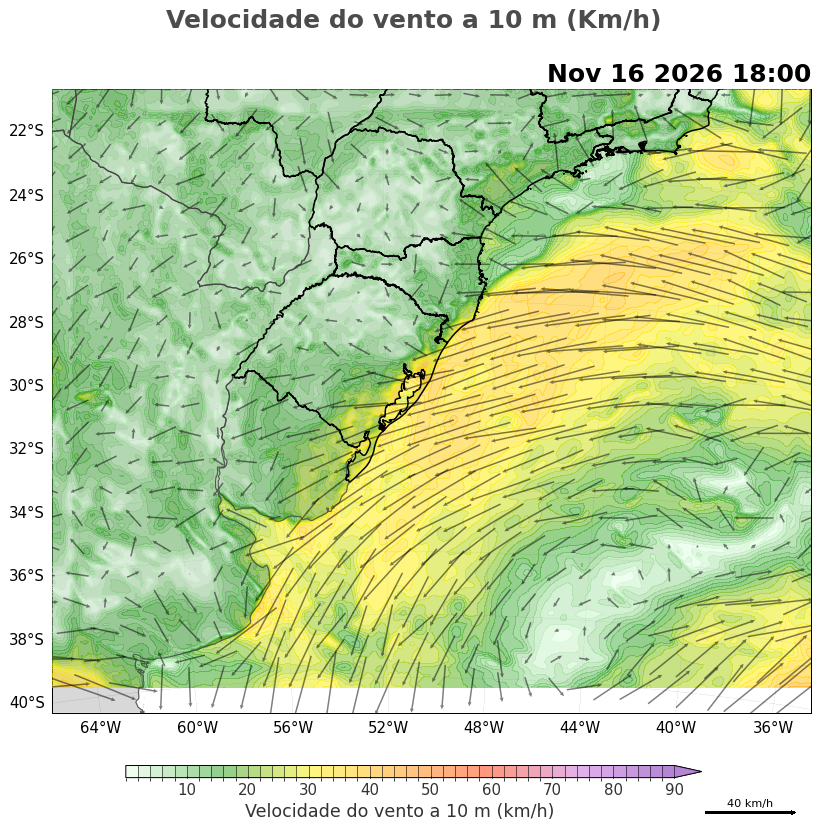 Velocidade do vento a 10 m (Km/h)
Nov 16 2026 18:00
22°S
24°S
26°S
28°S
30°S
32°S
34°S
36°S
38°S
40°S
64°W 60°W 56°W 52°W 48°W 44°W 40°W 36°W
10 20 30 40 50 60 70 80 90
Velocidade do vento a 10 m (km/h)
40 km/h